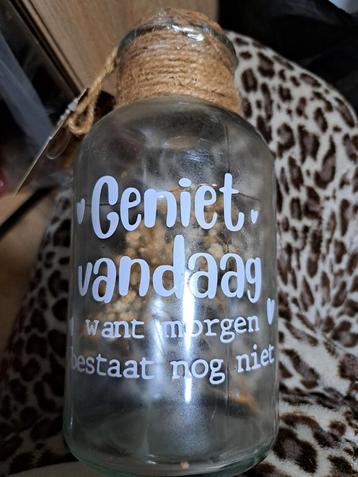 Geniet
vandaag
want morgen
bestaat nog niet